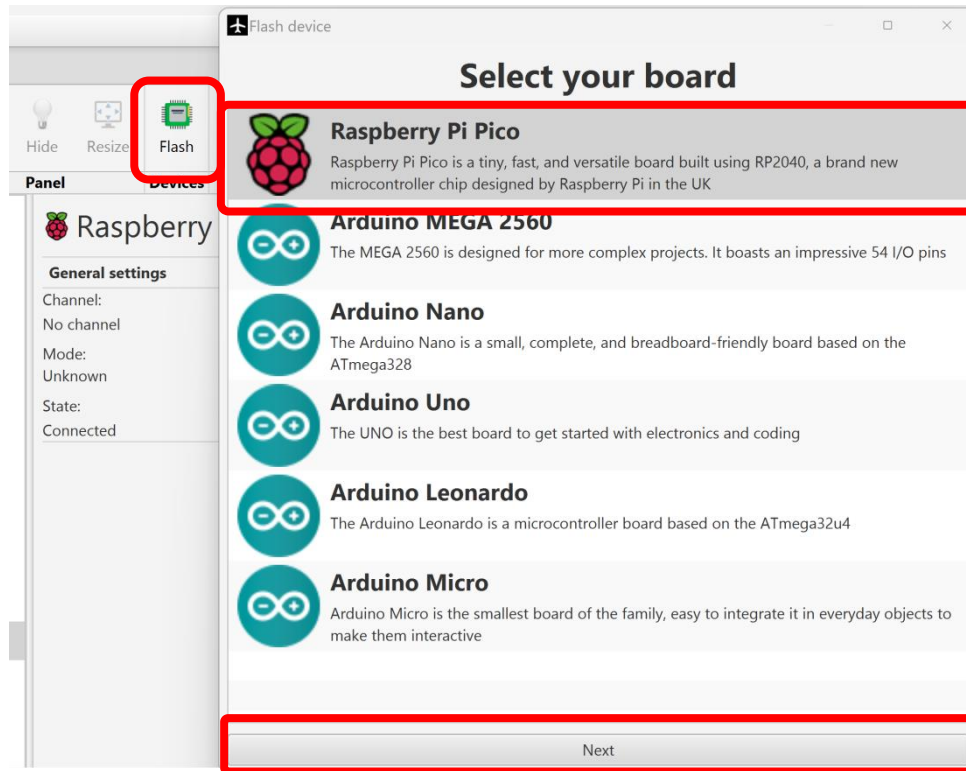 Flash device
Select your board
Hide
Resize
Flash
Panel
Devices
Raspberry
General settings
Channel:
No channel
Mode:
Unknown
State:
Connected
Raspberry Pi Pico
Raspberry Pi Pico is a tiny, fast, and versatile board built using RP2040, a brand new
microcontroller chip designed by Raspberry Pi in the UK
Arduino MEGA 2560
The MEGA 2560 is designed for more complex projects. It boasts an impressive 54 I/O pins
Arduino Nano
The Arduino Nano is a small, complete, and breadboard-friendly board based on the
ATmega328
Arduino Uno
The UNO is the best board to get started with electronics and coding
Arduino Leonardo
The Arduino Leonardo is a microcontroller board based on the ATmega32u4
Arduino Micro
Arduino Micro is the smallest board of the family, easy to integrate it in everyday objects to
make them interactive
Next